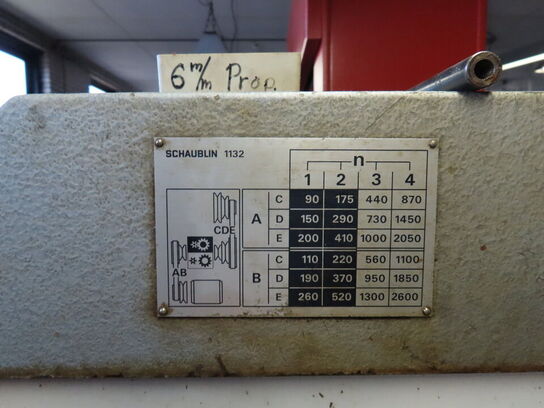 6 m/m Prop.
SCHAUBLIN 1132
n
1 2 3 4
A C 90 175 440 870
D 150 290 730 1450
E 200 410 1000 2050
B C 110 220 560 1100
D 190 370 950 1850
E 260 520 1300 2600
CDE
AB